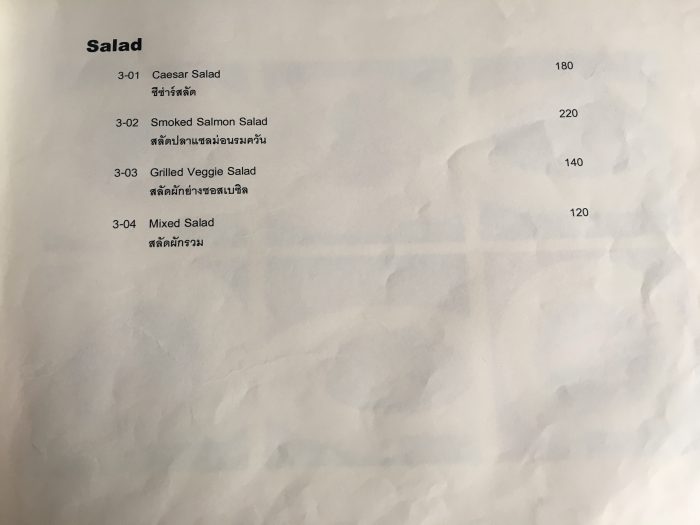 Salad
3-01 Caesar Salad 180
ซีซ่าร์สลัด
3-02 Smoked Salmon Salad 220
สลัดปลาแซลม่อนรมควัน
3-03 Grilled Veggie Salad 140
สลัดผักย่างซอสเบซิล
3-04 Mixed Salad 120
สลัดผักรวม